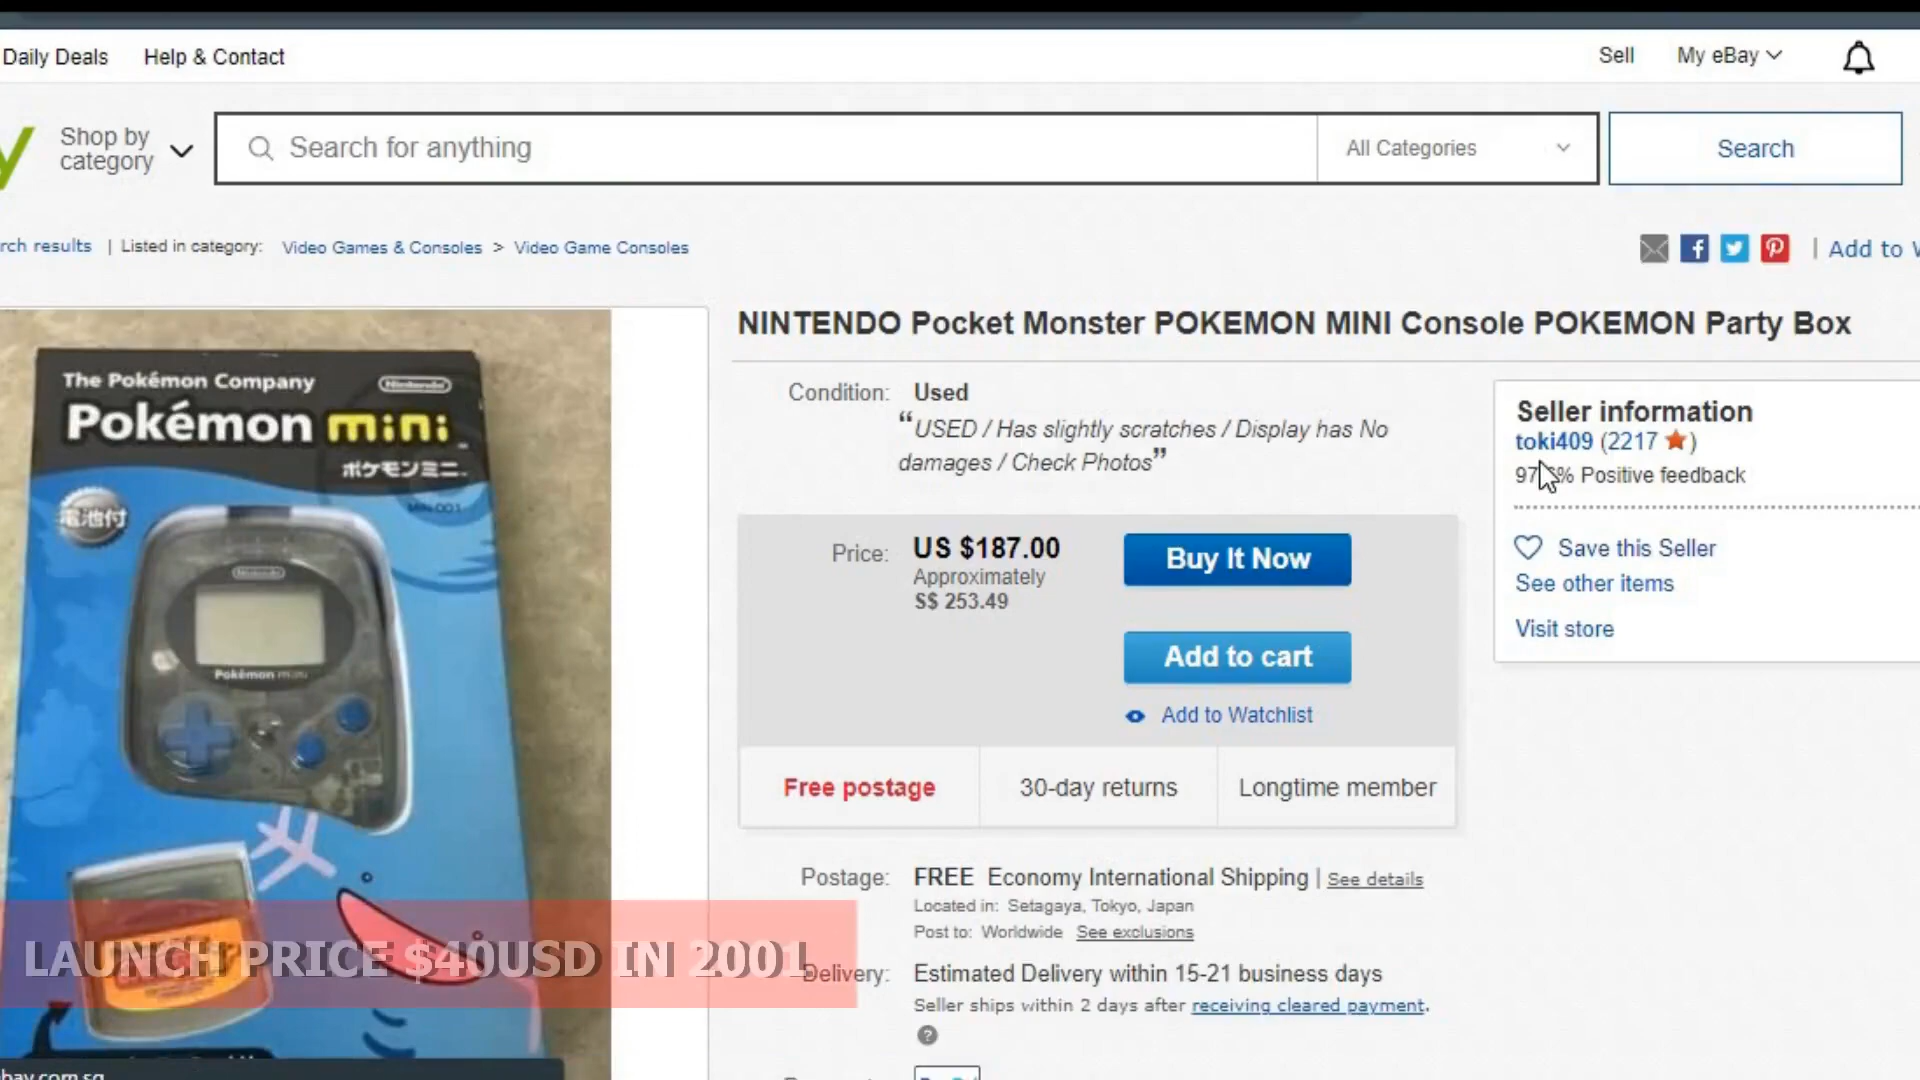 Daily Deals Help & Contact Sell My eBay
Shop by
category
Search for anything All Categories Search
rch results | Listed in category: Video Games & Consoles > Video Game Consoles | Add to
NINTENDO Pocket Monster POKEMON MINI Console POKEMON Party Box
The Pokémon Company Nintendo
Pokémon mini
ポケモンミニ
電池付
MIN-001
Nintendo
Pokémon mini
Condition: Used
“USED / Has slightly scratches / Display has No
damages / Check Photos”
Seller information
toki409 (2217 )
Positive feedback
Save this Seller
See other items
Visit store
Price: US $187.00
Approximately
S$ 253.49
Buy It Now
Add to cart
Add to Watchlist
Free postage 30-day returns Longtime member
Postage: FREE Economy International Shipping | See details
Located in: Setagaya, Tokyo, Japan
Post to: Worldwide See exclusions
LAUNCH PRICE $40USD IN 2001
Delivery: Estimated Delivery within 15-21 business days
Seller ships within 2 days after receiving cleared payment.
?
bay.com.sg